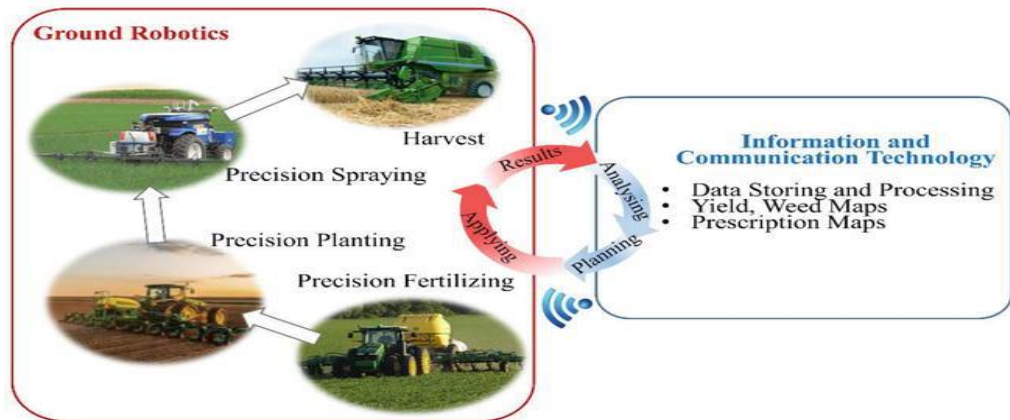 Ground Robotics
Harvest
Precision Spraying
Precision Planting
Precision Fertilizing
Results
Analysing
Planning
Applying
Information and
Communication Technology
• Data Storing and Processing
• Yield, Weed Maps
• Prescription Maps